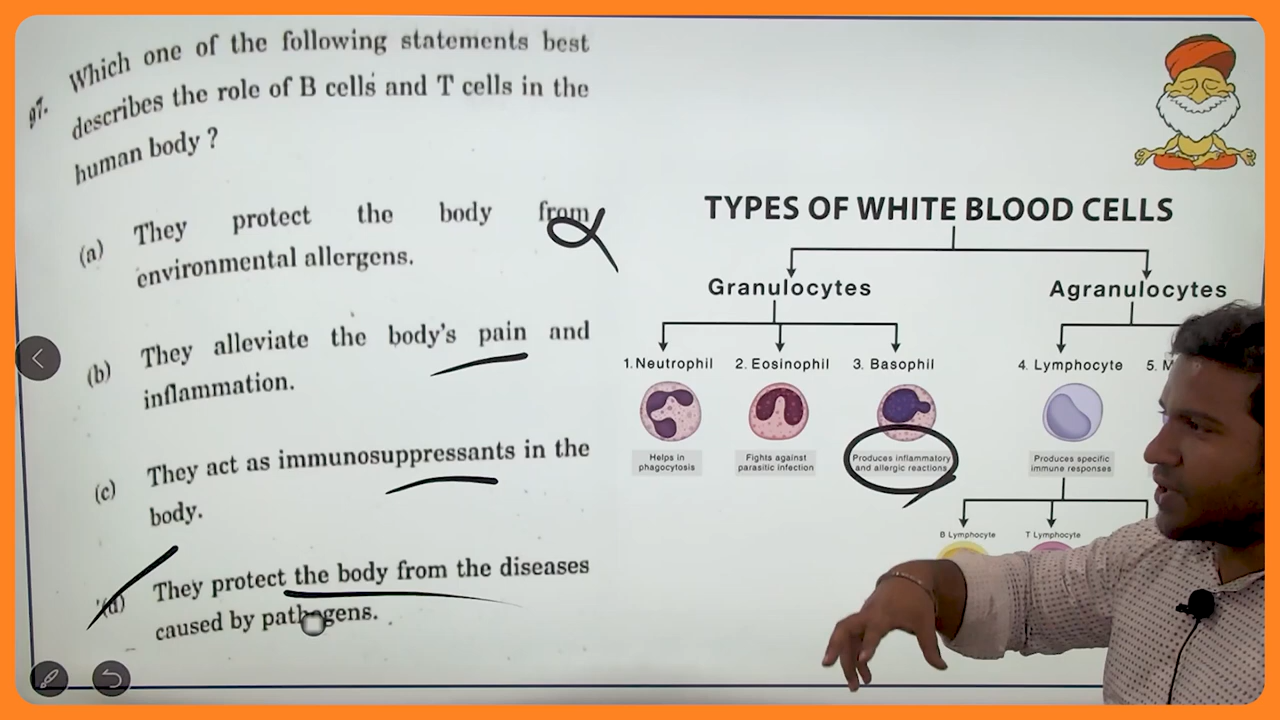 97. Which one of the following statements best
describes the role of B cells and T cells in the
human body ?
(a) They protect the body from
environmental allergens.
(b) They alleviate the body's pain and
inflammation.
(c) They act as immunosuppressants in the
body.
(d) They protect the body from the diseases
caused by pathogens.
TYPES OF WHITE BLOOD CELLS
Granulocytes Agranulocytes
1. Neutrophil 2. Eosinophil 3. Basophil 4. Lymphocyte 5. M
Helps in
phagocytosis
Fights against
parasitic infection
Produces inflammatory
and allergic reactions
Produces specific
immune responses
B Lymphocyte T Lymphocyte